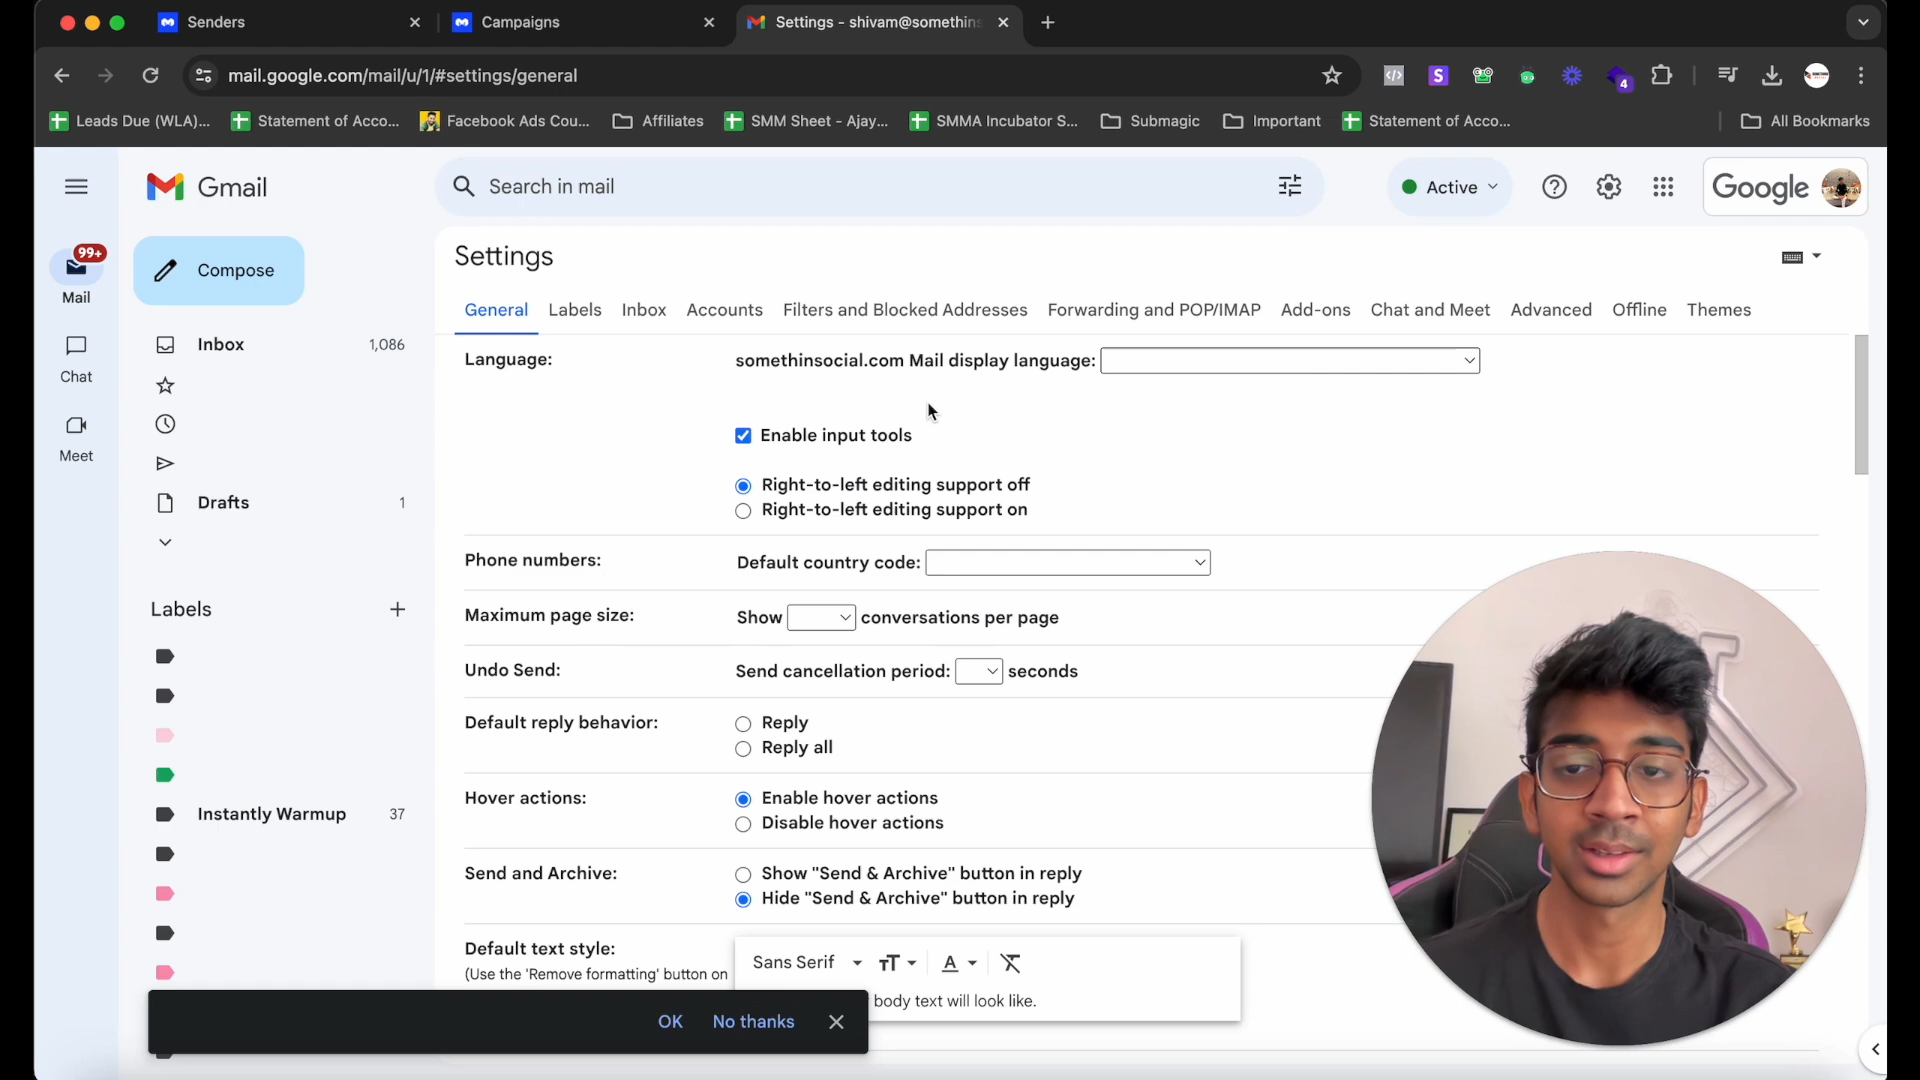 Senders
Campaigns
Settings - shivam@somethins
mail.google.com/mail/u/1/#settings/general
4
Leads Due (WLA)...
Statement of Acco...
Facebook Ads Cou...
Affiliates
SMM Sheet - Ajay...
SMMA Incubator S...
Submagic
Important
Statement of Acco...
All Bookmarks
Gmail
Search in mail
Active
Google
99+
Mail
Chat
Meet
Compose
Inbox 1,086
Drafts 1
Labels
Instantly Warmup 37
Settings
General Labels Inbox Accounts Filters and Blocked Addresses Forwarding and POP/IMAP Add-ons Chat and Meet Advanced Offline Themes
Language: somethinsocial.com Mail display language:
Enable input tools
Right-to-left editing support off
Right-to-left editing support on
Phone numbers: Default country code:
Maximum page size: Show conversations per page
Undo Send: Send cancellation period: seconds
Default reply behavior: Reply
Reply all
Hover actions: Enable hover actions
Disable hover actions
Send and Archive: Show "Send & Archive" button in reply
Hide "Send & Archive" button in reply
Default text style: Sans Serif
(Use the 'Remove formatting' button on
body text will look like.
OK No thanks